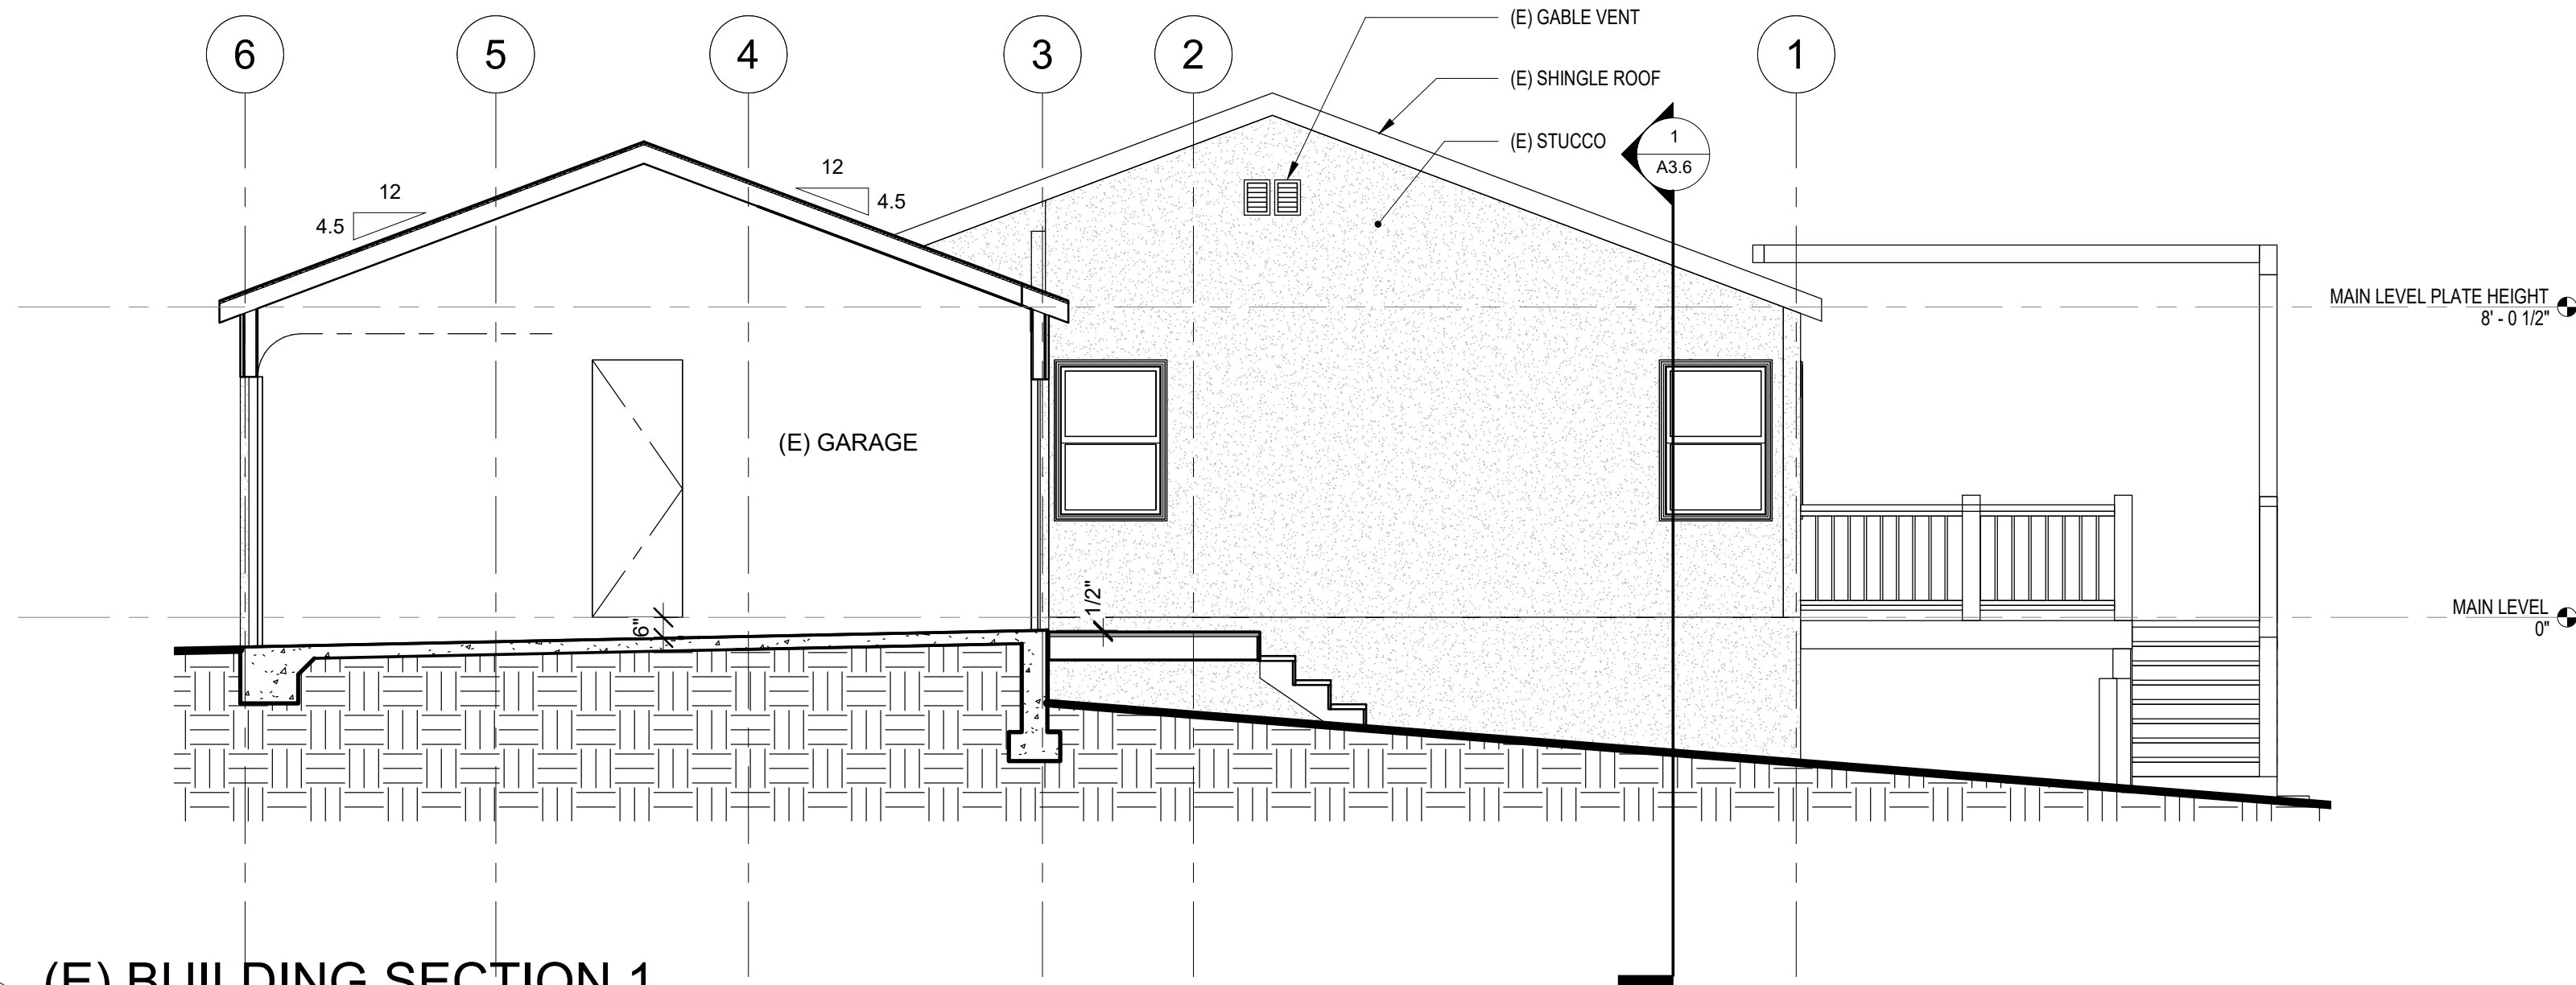 6
5
4
3
2
1
(E) GABLE VENT
(E) SHINGLE ROOF
(E) STUCCO
1
A3.6
12
4.5
12
4.5
MAIN LEVEL PLATE HEIGHT
8' - 0 1/2"
(E) GARAGE
6"
1/2"
MAIN LEVEL
0"
(E) BUILDING SECTION 1